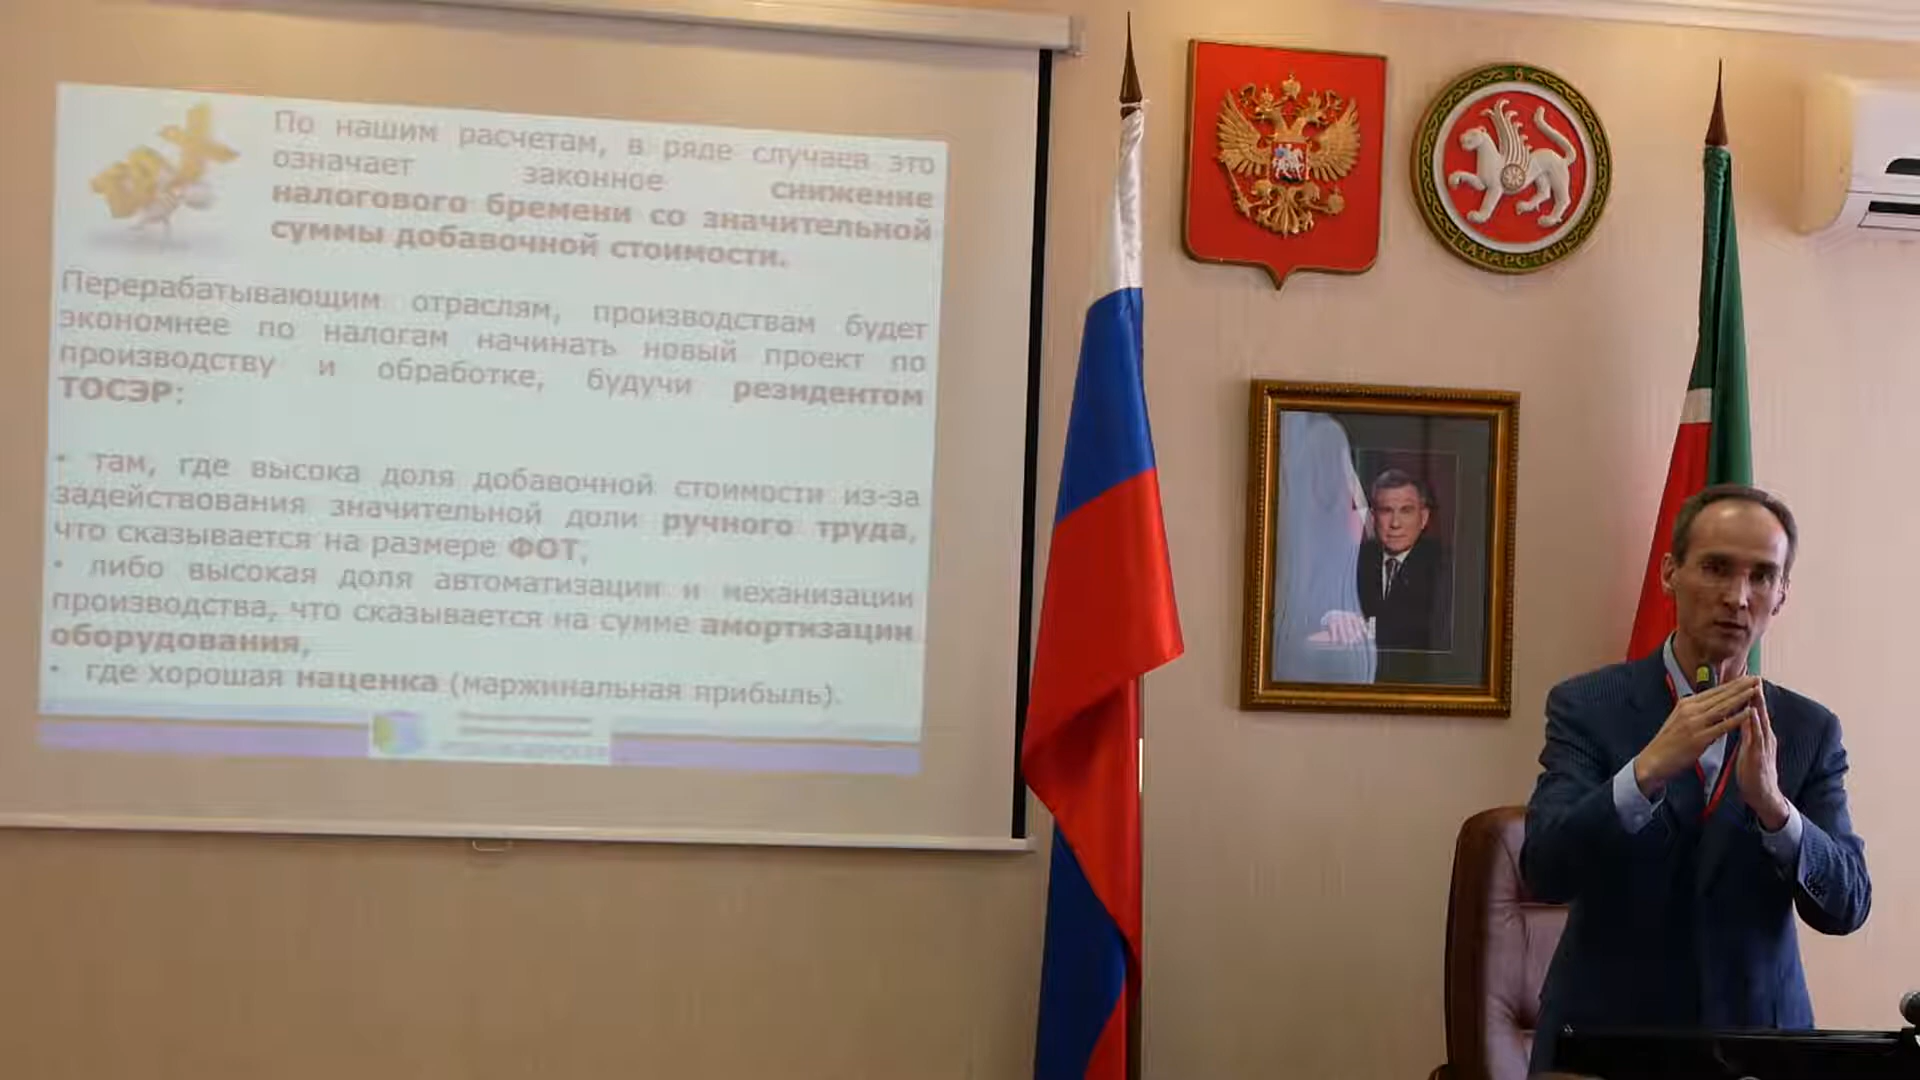 TAX
По нашим расчетам, в ряде случаев это
означает законное снижение
налогового бремени со значительной
суммы добавочной стоимости.
Перерабатывающим отраслям, производствам будет
экономнее по налогам начинать новый проект по
производству и обработке, будучи резидентом
ТОСЭР:
• там, где высока доля добавочной стоимости из-за
задействования значительной доли ручного труда,
что сказывается на размере ФОТ,
• либо высокая доля автоматизации и механизации
производства, что сказывается на сумме амортизации
оборудования,
• где хорошая наценка (маржинальная прибыль).
ТАТАРСТАН